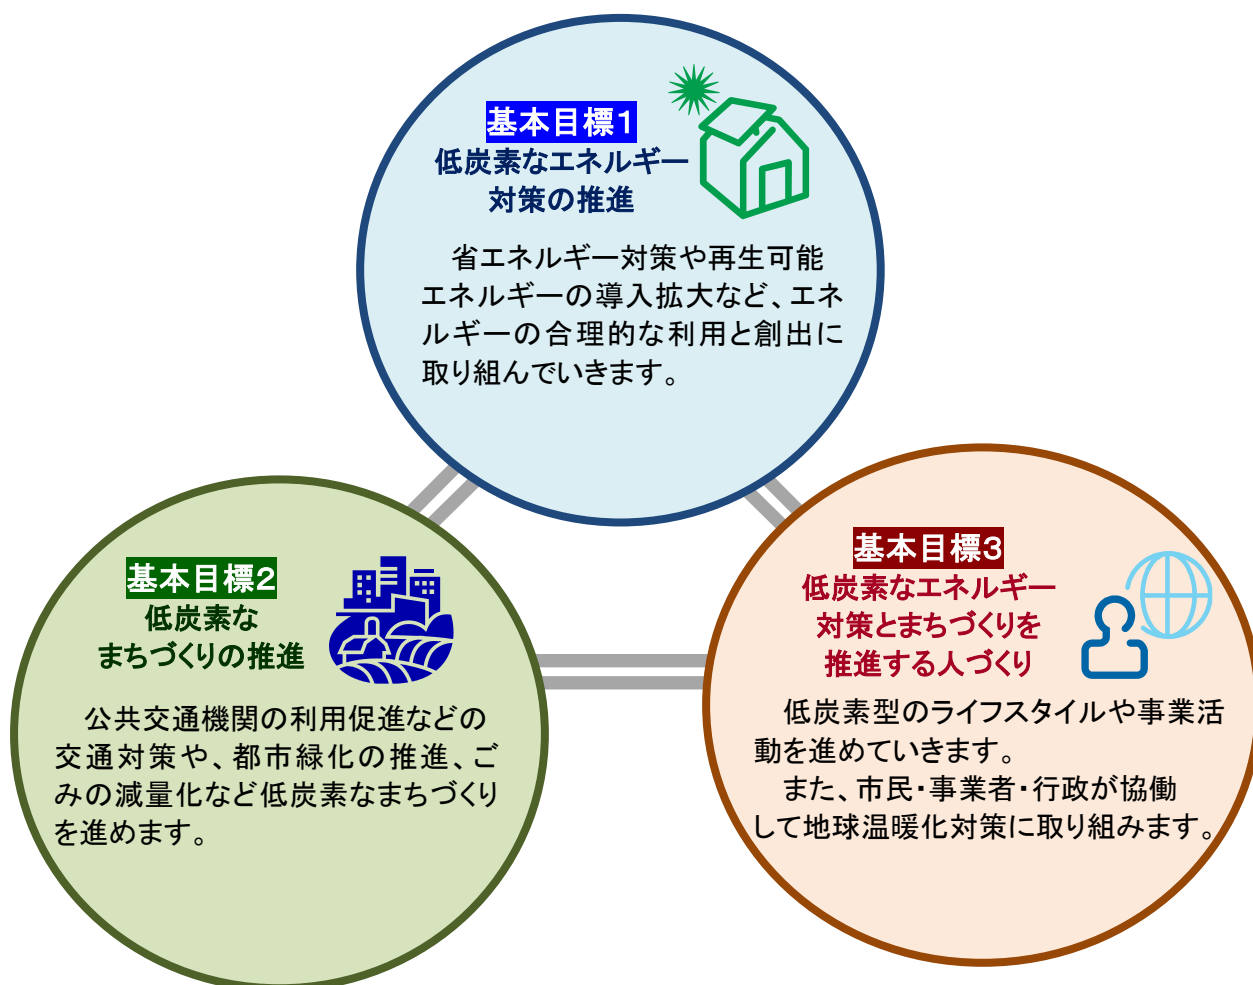 基本目標1
低炭素なエネルギー
対策の推進
省エネルギー対策や再生可能
エネルギーの導入拡大など、エネ
ルギーの合理的な利用と創出に
取り組んでいきます。
基本目標2
低炭素な
まちづくりの推進
公共交通機関の利用促進などの
交通対策や、都市緑化の推進、ご
みの減量化など低炭素なまちづくり
を進めます。
基本目標3
低炭素なエネルギー
対策とまちづくりを
推進する人づくり
低炭素型のライフスタイルや事業活
動を進めていきます。
また、市民・事業者・行政が協働
して地球温暖化対策に取り組みます。